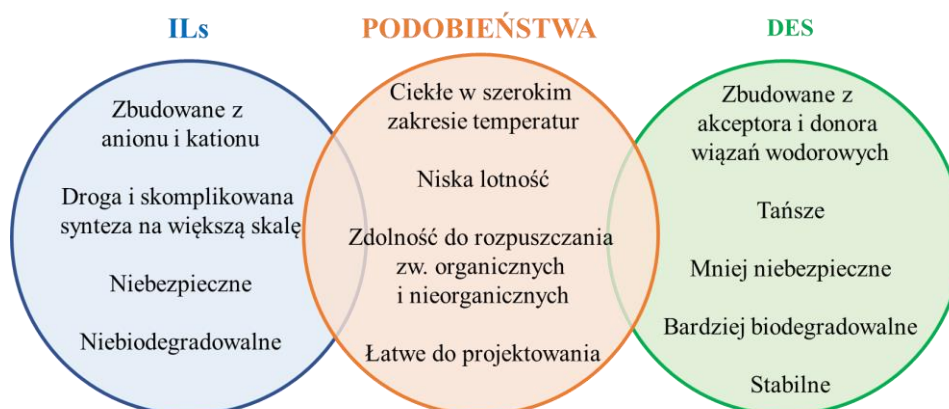 ILs
Zbudowane z
anionu i kationu
Droga i skomplikowana
synteza na większą skalę
Niebezpieczne
Niebiodegradowalne
PODOBIEŃSTWA
Ciekłe w szerokim
zakresie temperatur
Niska lotność
Zdolność do rozpuszczania
zw. organicznych
i nieorganicznych
Łatwe do projektowania
DES
Zbudowane z
akceptora i donora
wiązań wodorowych
Tańsze
Mniej niebezpieczne
Bardziej biodegradowalne
Stabilne